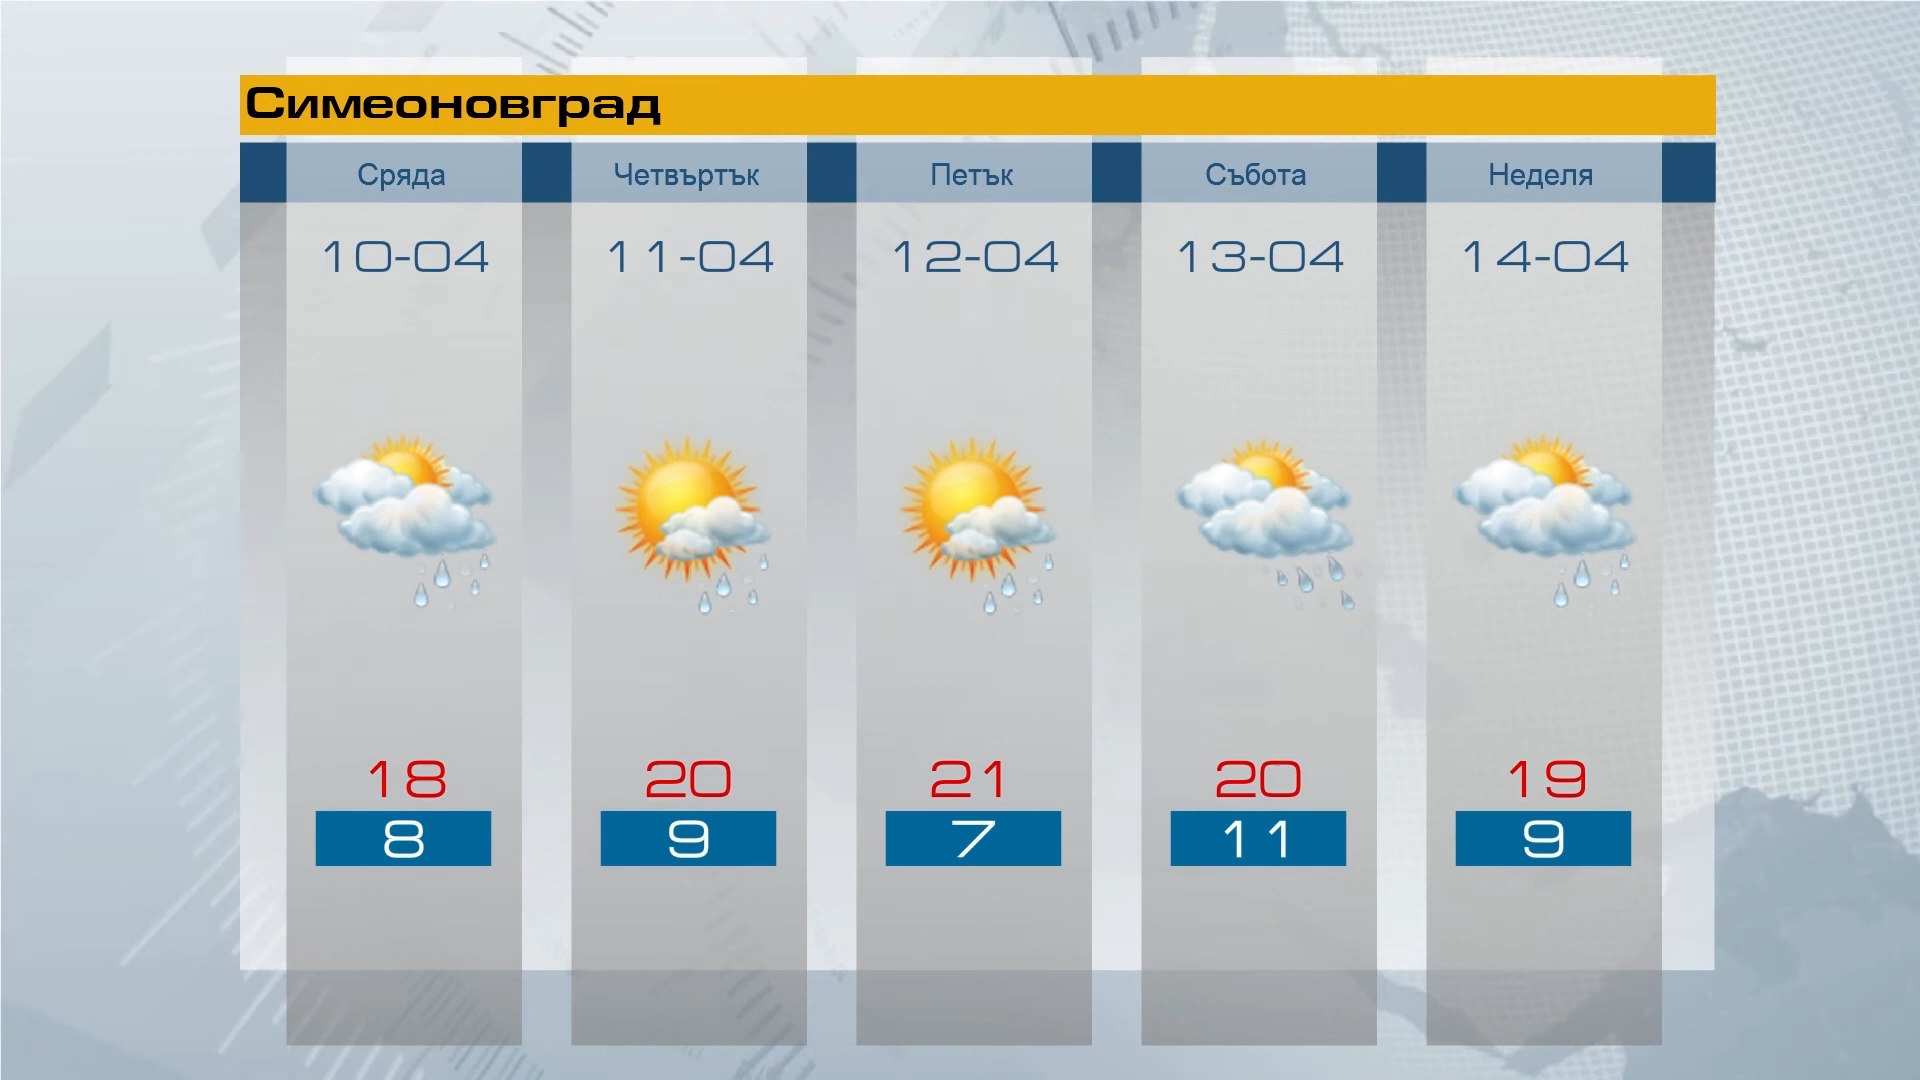 Симеоновград
Сряда Четвъртък Петък Събота Неделя
10-04 11-04 12-04 13-04 14-04
18 20 21 20 19
8 9 7 11 9